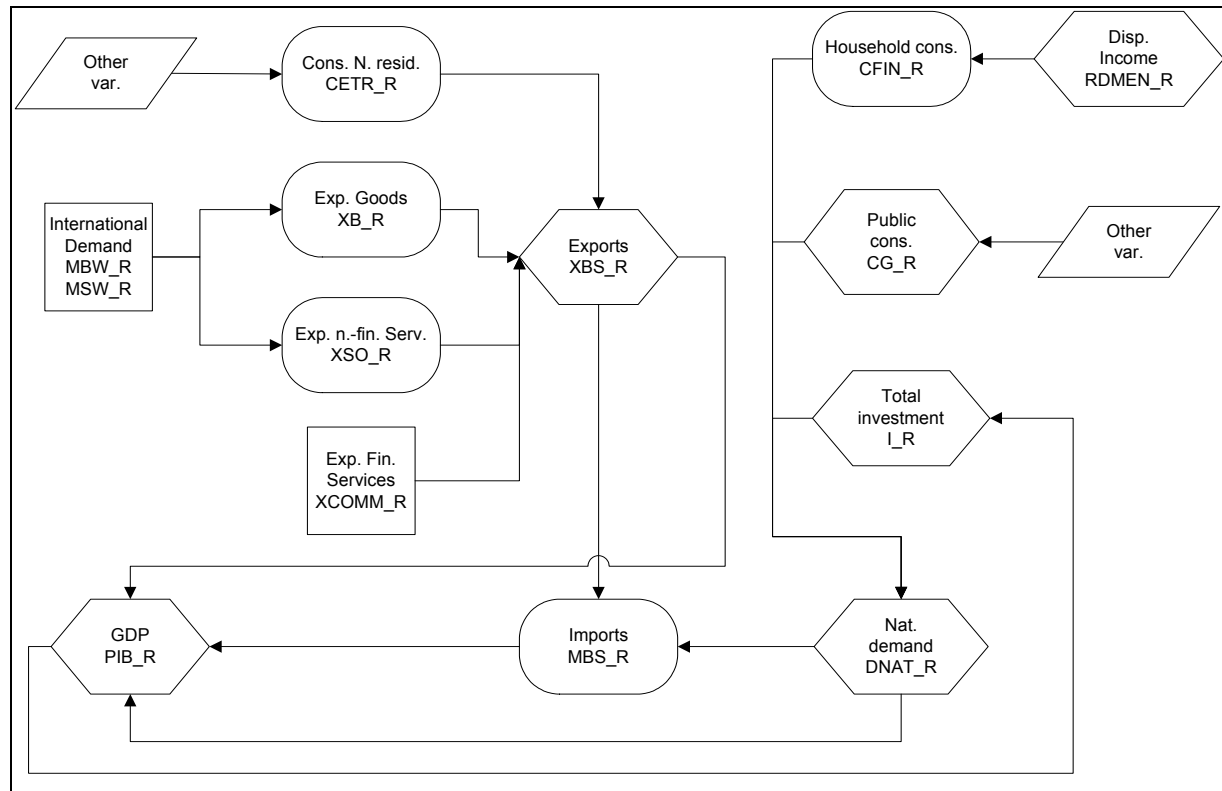 Other
var.
Cons. N. resid.
CETR_R
Household cons.
CFIN_R
Disp.
Income
RDMEN_R
International
Demand
MBW_R
MSW_R
Exp. Goods
XB_R
Exports
XBS_R
Public
cons.
CG_R
Other
var.
Exp. n.-fin. Serv.
XSO_R
Exp. Fin.
Services
XCOMM_R
Total
investment
I_R
GDP
PIB_R
Imports
MBS_R
Nat.
demand
DNAT_R